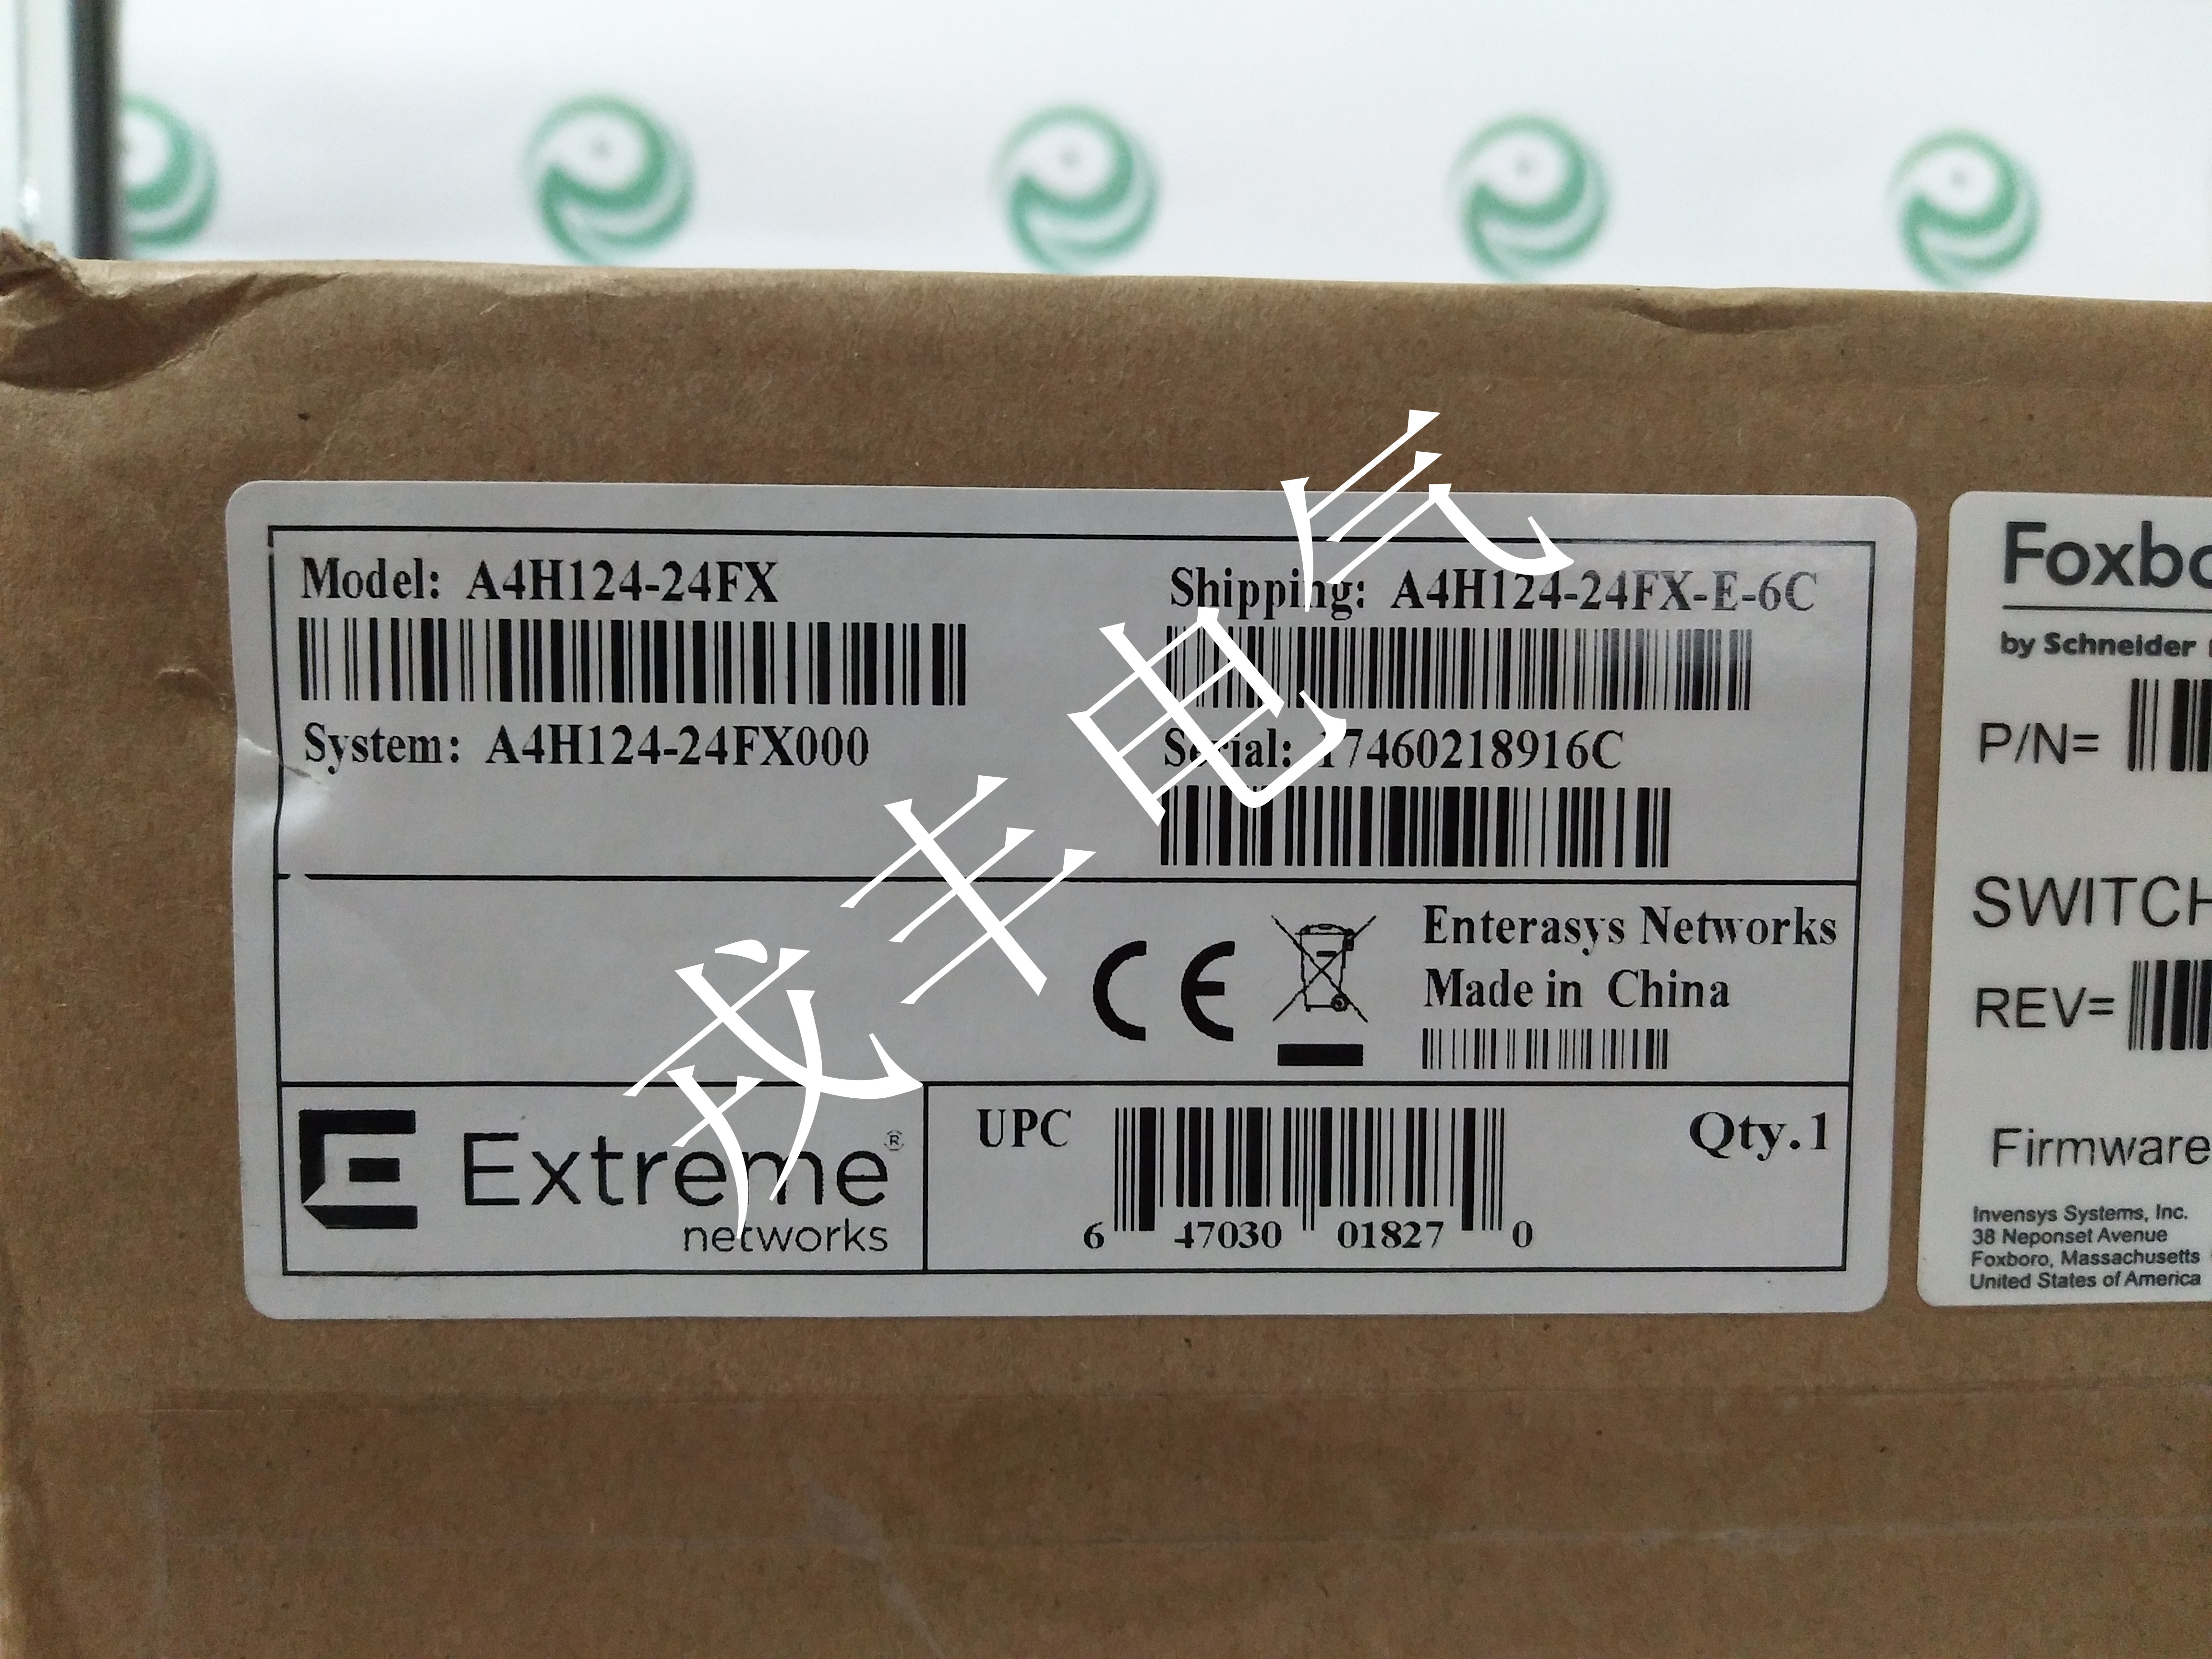 Model: A4H124-24FX
Shipping: A4H124-24FX-E-6C
System: A4H124-24FX000
Serial: 17460218916C
Enterasys Networks
Made in China
CE
Extreme®
networks
UPC
6 47030 01827 0
Qty.1
Foxbo
by Schneider
P/N=
SWITCH
REV=
Firmware
Invensys Systems, Inc.
38 Neponset Avenue
Foxboro, Massachusetts
United States of America
戎丰电气